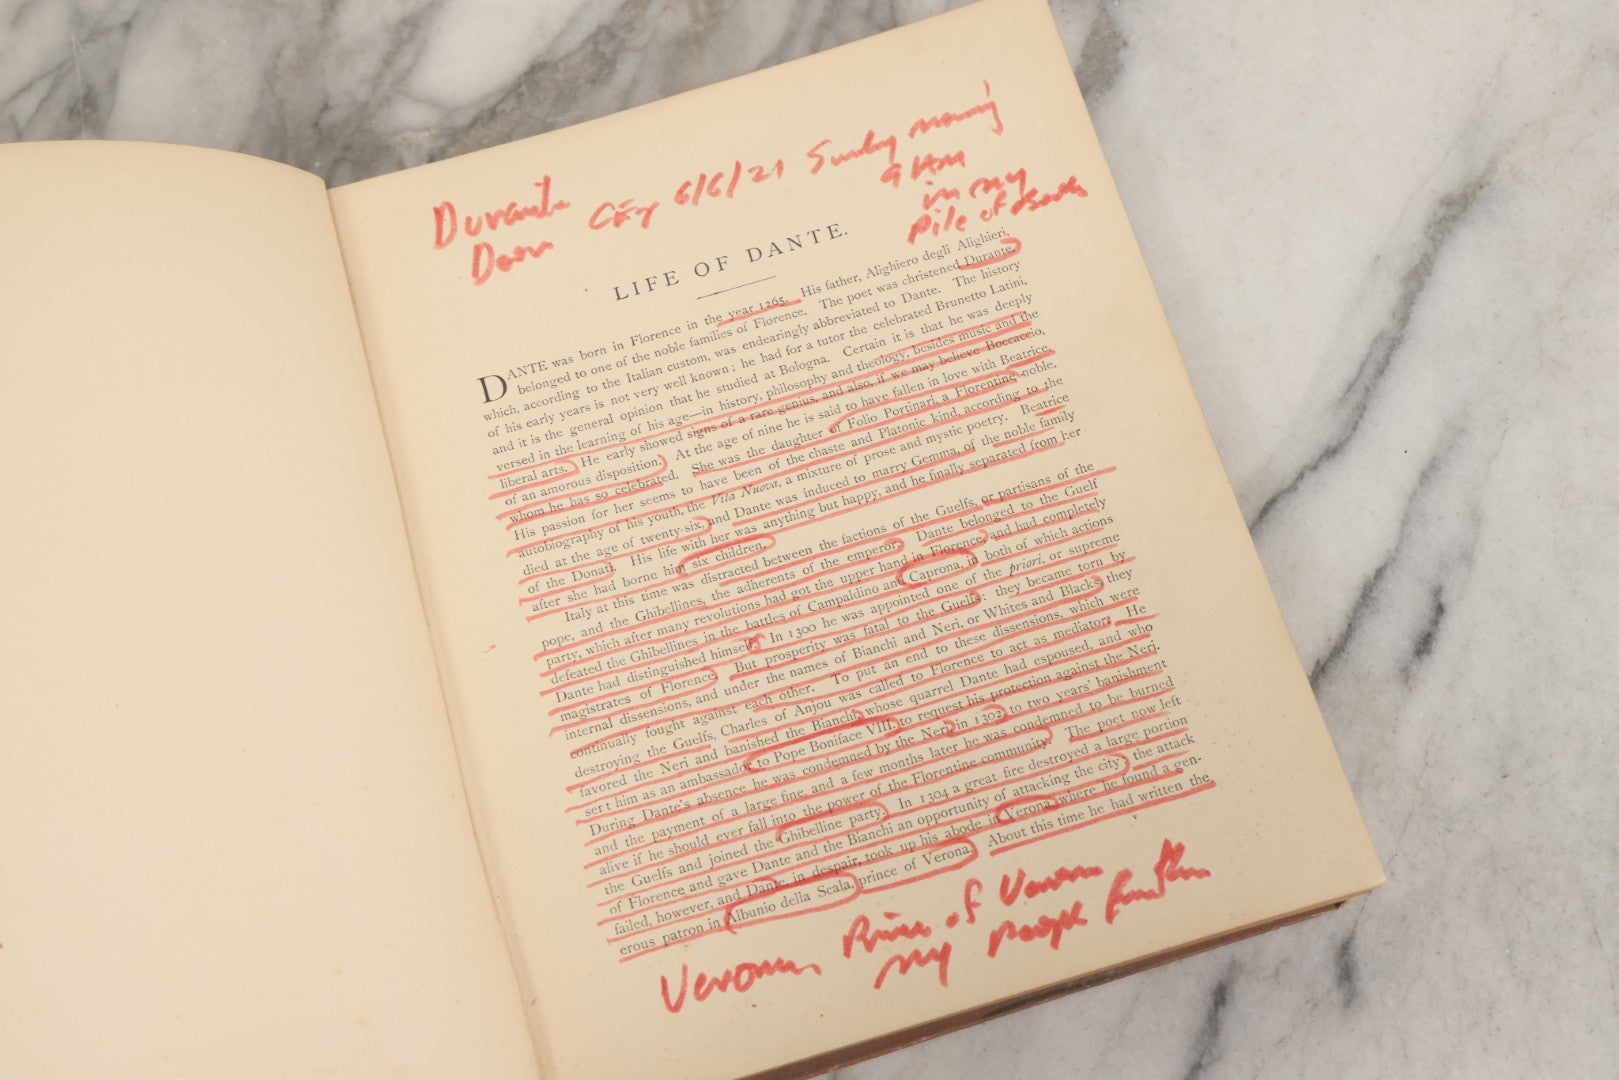 Durante
City 6/6/21 Sunday morning
9 AM
in my
pile of
LIFE OF DANTE.
DANTE was born in Florence in the year 1265. His father, Alighiero degli Alighieri,
belonged to one of the noble families of Florence. The poet was christened Durante,
which, according to the Italian custom, was endearingly abbreviated to Dante. The history
of his early years is not very well known; he had for a tutor the celebrated Brunetto Latini,
and it is the general opinion that he studied at Bologna. Certain it is that he was deeply
versed in the learning of his age—in history, philosophy and theology, besides music and the
liberal arts. He early showed signs of a rare genius, and also, if we may believe Boccaccio,
of an amorous disposition. At the age of nine he is said to have fallen in love with Beatrice,
whom he has so celebrated. She was the daughter of Folio Portinari, a Florentine noble.
His passion for her seems to have been of the chaste and Platonic kind, according to the
autobiography of his youth, the Vita Nuova, a mixture of prose and mystic poetry. Beatrice
died at the age of twenty-six, and Dante was induced to marry Gemma, of the noble family
of the Donati. His life with her was anything but happy, and he finally separated from her
after she had borne him six children.
Italy at this time was distracted between the factions of the Guelfs, or partisans of the
pope, and the Ghibellines, the adherents of the emperor. Dante belonged to the Guelf
party, which after many revolutions had got the upper hand in Florence, and had completely
defeated the Ghibellines in the battles of Campaldino and Caprona, in both of which actions
Dante had distinguished himself. In 1300 he was appointed one of the priori, or supreme
magistrates of Florence. But prosperity was fatal to the Guelfs: they became torn by
internal dissensions, and under the names of Bianchi and Neri, or Whites and Blacks, they
continually fought against each other. To put an end to these dissensions, which were
destroying the Guelfs, Charles of Anjou was called to Florence to act as mediator. He
favored the Neri and banished the Bianchi, whose quarrel Dante had espoused, and who
sent him as an ambassador to Pope Boniface VIII. to request his protection against the Neri.
During Dante's absence he was condemned by the Neri in 1302 to two years' banishment
and the payment of a large fine, and a few months later he was condemned to be burned
alive if he should ever fall into the power of the Florentine community. The poet now left
the Guelfs and joined the Ghibelline party. In 1304 a great fire destroyed a large portion
of Florence and gave Dante and the Bianchi an opportunity of attacking the city; the attack
failed, however, and Dante, in despair, took up his abode in Verona, where he found a gen-
erous patron in Albunio della Scala, prince of Verona. About this time he had written the
Verona Prince of Verona
my people from